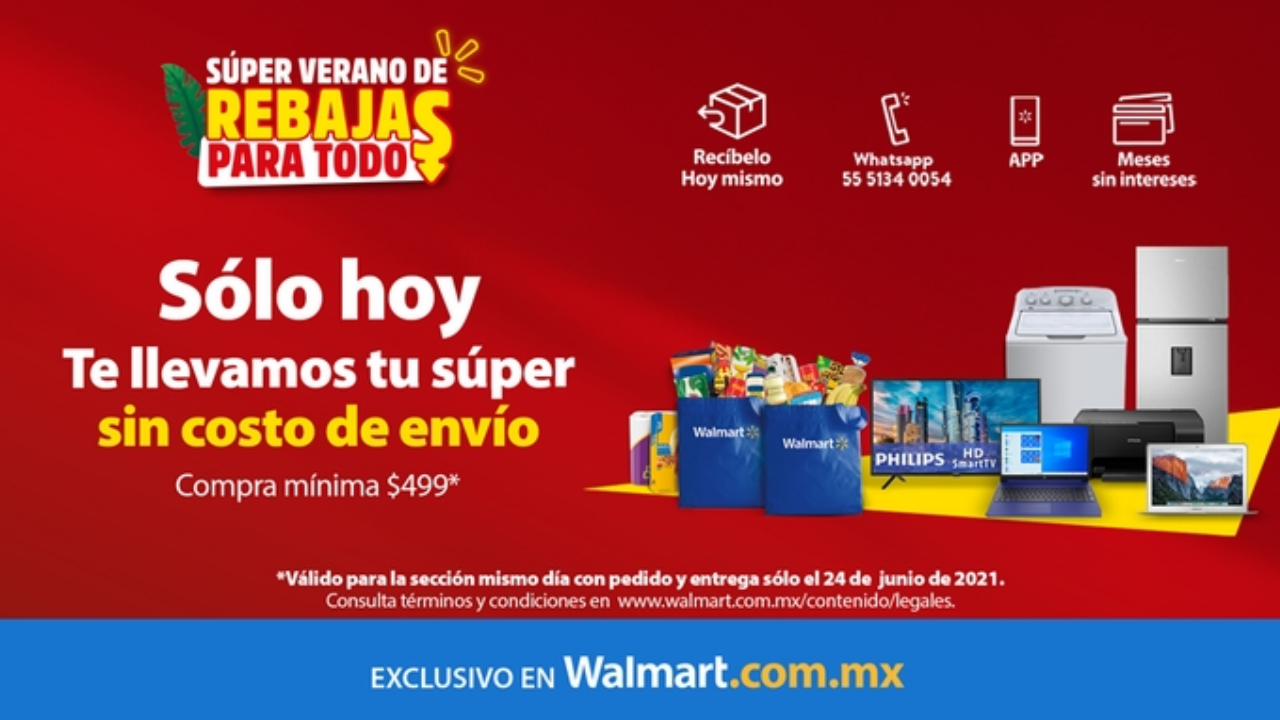 SÚPER VERANO DE
REBAJAS
PARA TODO
Recíbelo
Hoy mismo
Whatsapp
55 5134 0054
APP
Meses
sin intereses
Sólo hoy
Te llevamos tu súper
sin costo de envío
Compra mínima $499*
Walmart
Walmart
PHILIPS
HD
SmartTV
*Válido para la sección mismo día con pedido y entrega sólo el 24 de junio de 2021.
Consulta términos y condiciones en www.walmart.com.mx/contenido/legales.
EXCLUSIVO EN Walmart.com.mx